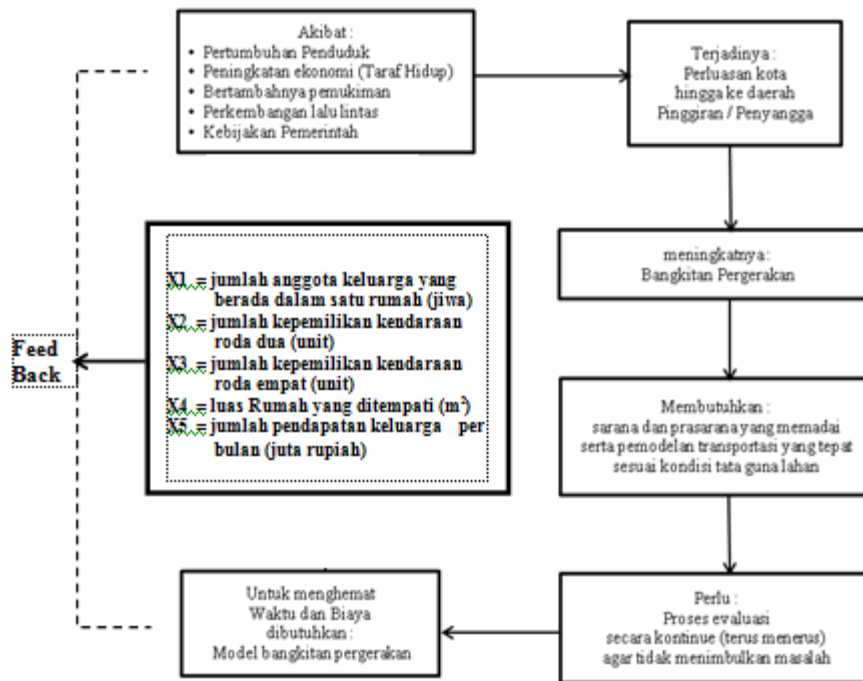 Akibat :
• Pertumbuhan Penduduk
• Peningkatan ekonomi (Taraf Hidup)
• Bertambahnya pemukiman
• Perkembangan lalu lintas
• Kebijakan Pemerintah
Terjadinya :
Perluasan kota
hingga ke daerah
Pinggiran / Penyangga
meningkatnya :
Bangkitan Pergerakan
Membutuhkan :
sarana dan prasarana yang memadai
serta pemodelan transportasi yang tepat
sesuai kondisi tata guna lahan
Perlu :
Proses evaluasi
secara kontinue (terus menerus)
agar tidak menimbulkan masalah
Untuk menghemat
Waktu dan Biaya
dibutuhkan :
Model bangkitan pergerakan
X1 = jumlah anggota keluarga yang
berada dalam satu rumah (jiwa)
X2 = jumlah kepemilikan kendaraan
roda dua (unit)
X3 = jumlah kepemilikan kendaraan
roda empat (unit)
X4 = luas Rumah yang ditempati (m²)
X5 = jumlah pendapatan keluarga per
bulan (juta rupiah)
Feed
Back